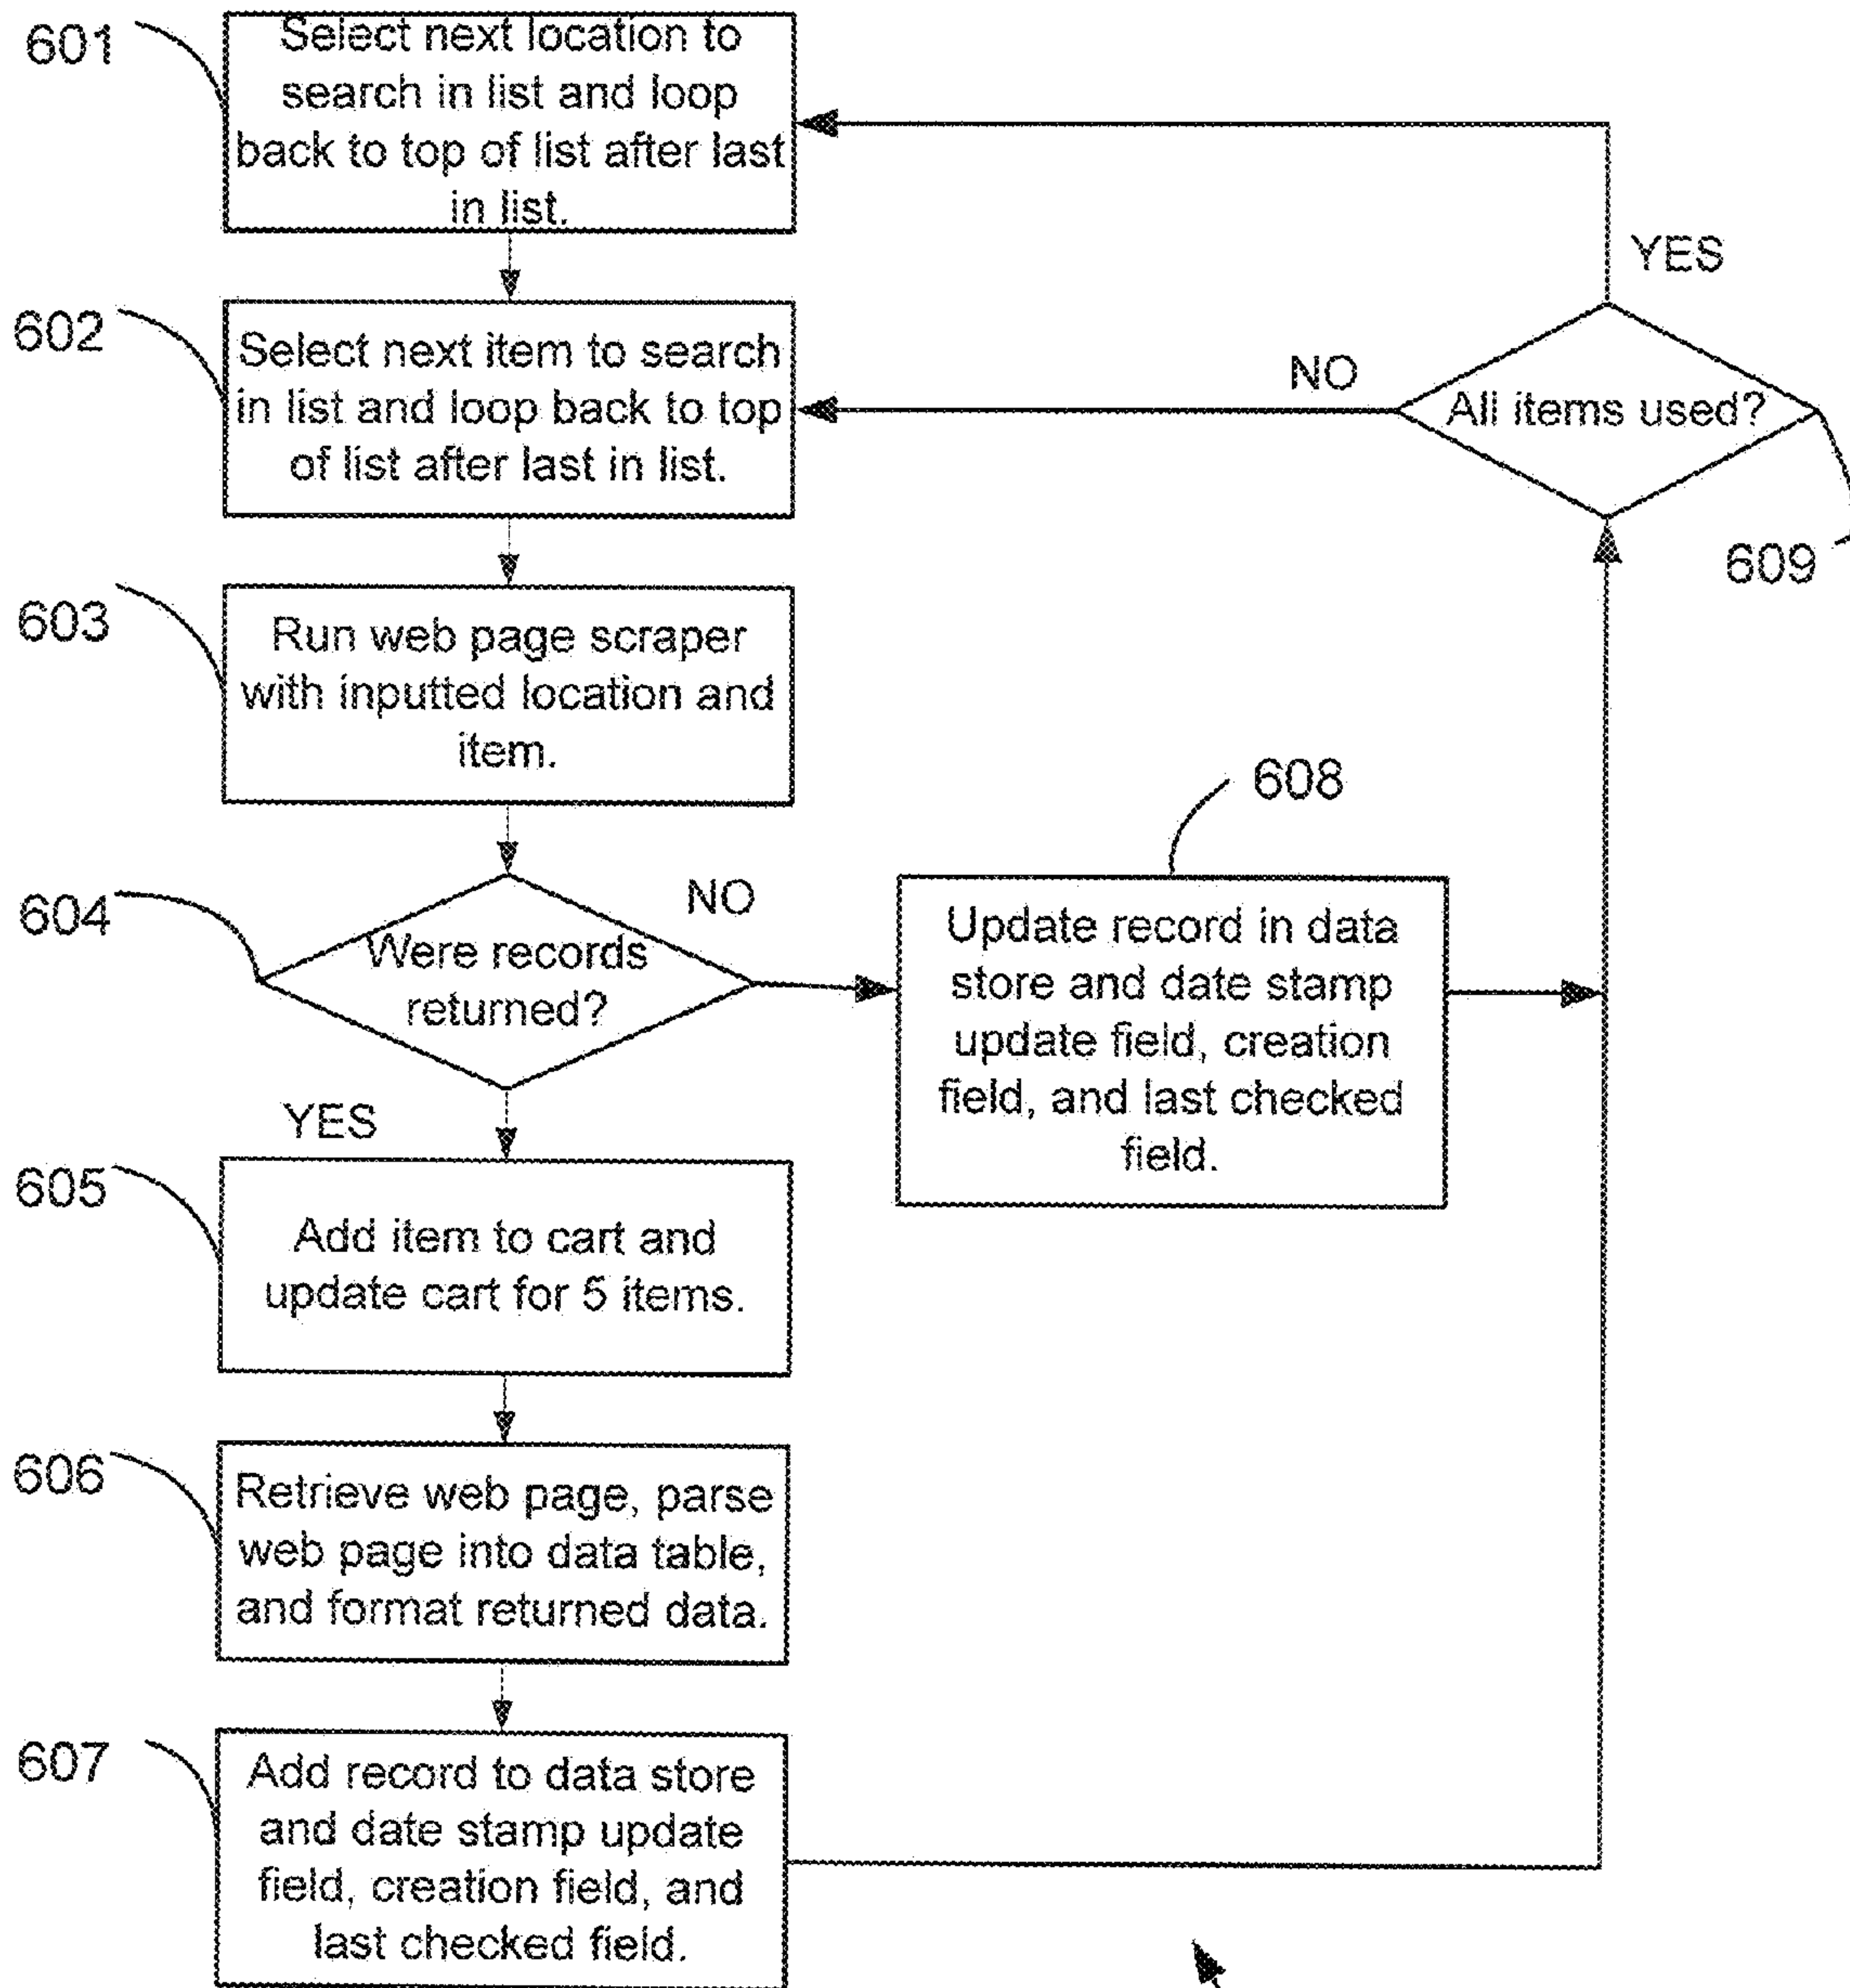 601
Select next location to
search in list and loop
back to top of list after last
in list.
YES
602
Select next item to search
in list and loop back to top
of list after last in list.
NO
All items used?
609
603
Run web page scraper
with inputted location and
item.
608
604
Were records
returned?
NO
Update record in data
store and date stamp
update field, creation
field, and last checked
field.
YES
605
Add item to cart and
update cart for 5 items.
606
Retrieve web page, parse
web page into data table,
and format returned data.
607
Add record to data store
and date stamp update
field, creation field, and
last checked field.